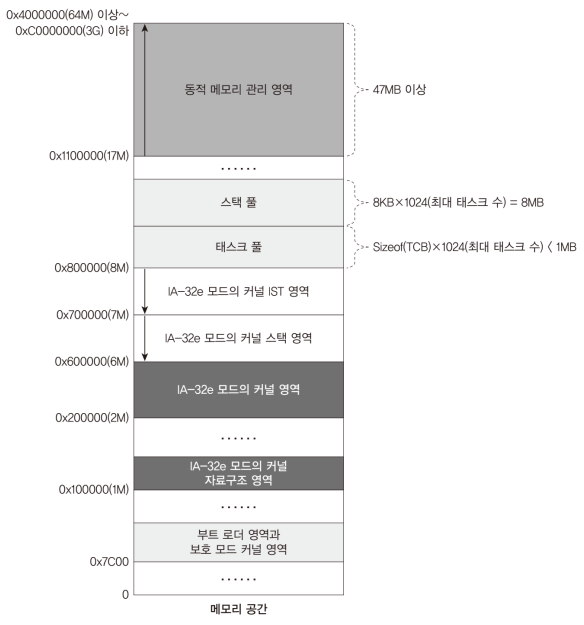 0x4000000(64M) 이상~
0xC0000000(3G) 이하
동적 메모리 관리 영역
47MB 이상
0x1100000(17M)
······
스택 풀
8KB×1024(최대 태스크 수) = 8MB
태스크 풀
Sizeof(TCB)×1024(최대 태스크 수) < 1MB
0x800000(8M)
IA-32e 모드의 커널 IST 영역
0x700000(7M)
IA-32e 모드의 커널 스택 영역
0x600000(6M)
IA-32e 모드의 커널 영역
0x200000(2M)
······
IA-32e 모드의 커널
자료구조 영역
0x100000(1M)
······
부트 로더 영역과
보호 모드 커널 영역
0x7C00
······
0
메모리 공간